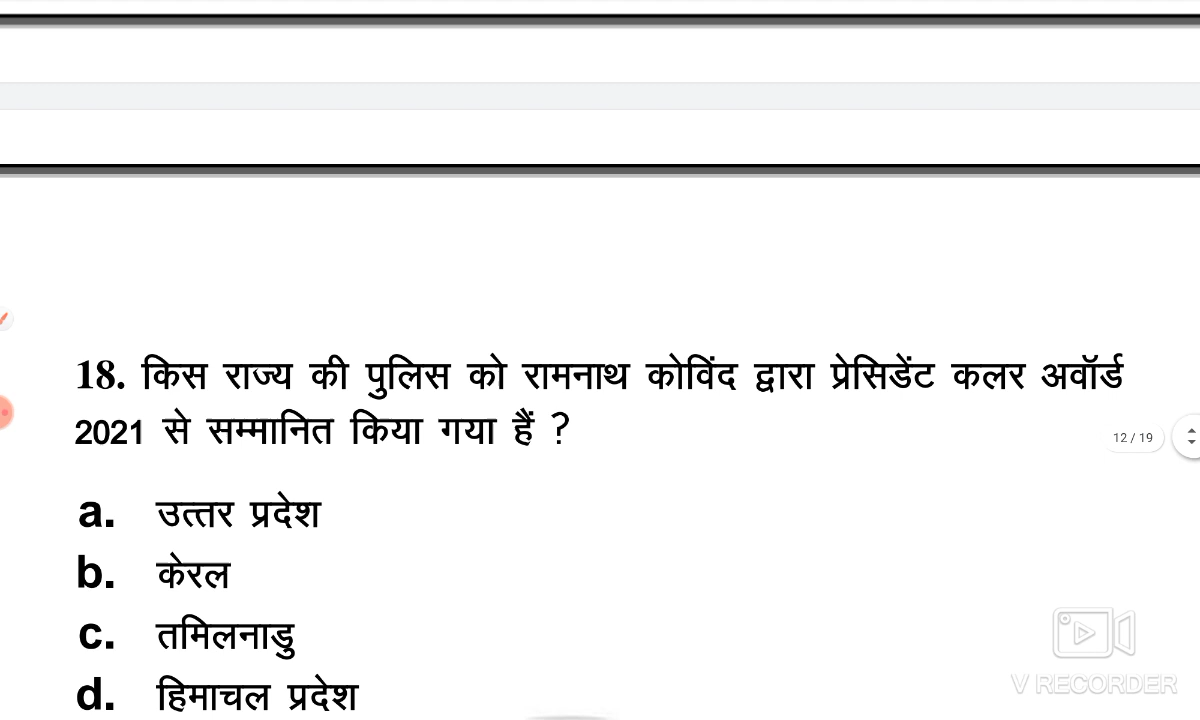 18. किस राज्य की पुलिस को रामनाथ कोविंद द्वारा प्रेसिडेंट कलर अवॉर्ड
2021 से सम्मानित किया गया हैं ?
12 / 19
a. उत्तर प्रदेश
b. केरल
c. तमिलनाडु
d. हिमाचल प्रदेश
V RECORDER